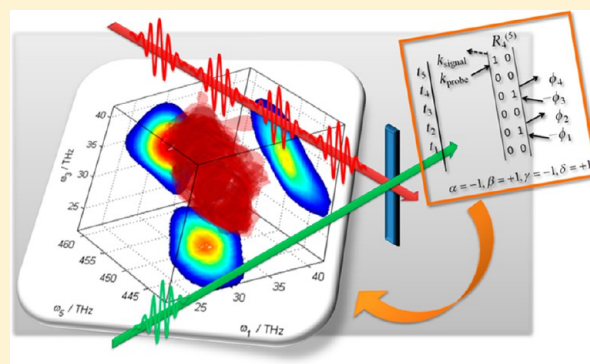 R₄⁽⁵⁾
k_signal
1 0
k_probe
t₅
0 0
ϕ₄
t₄
0 1
-ϕ₃
t₃
0 0
ϕ₂
t₂
0 1
-ϕ₁
t₁
0 0
α = -1, β = +1, γ = -1, δ = +1
40
35
30
25
ω₃ / THz
460
455
450
445
ω₅ / THz
25
30
35
40
ω₁ / THz